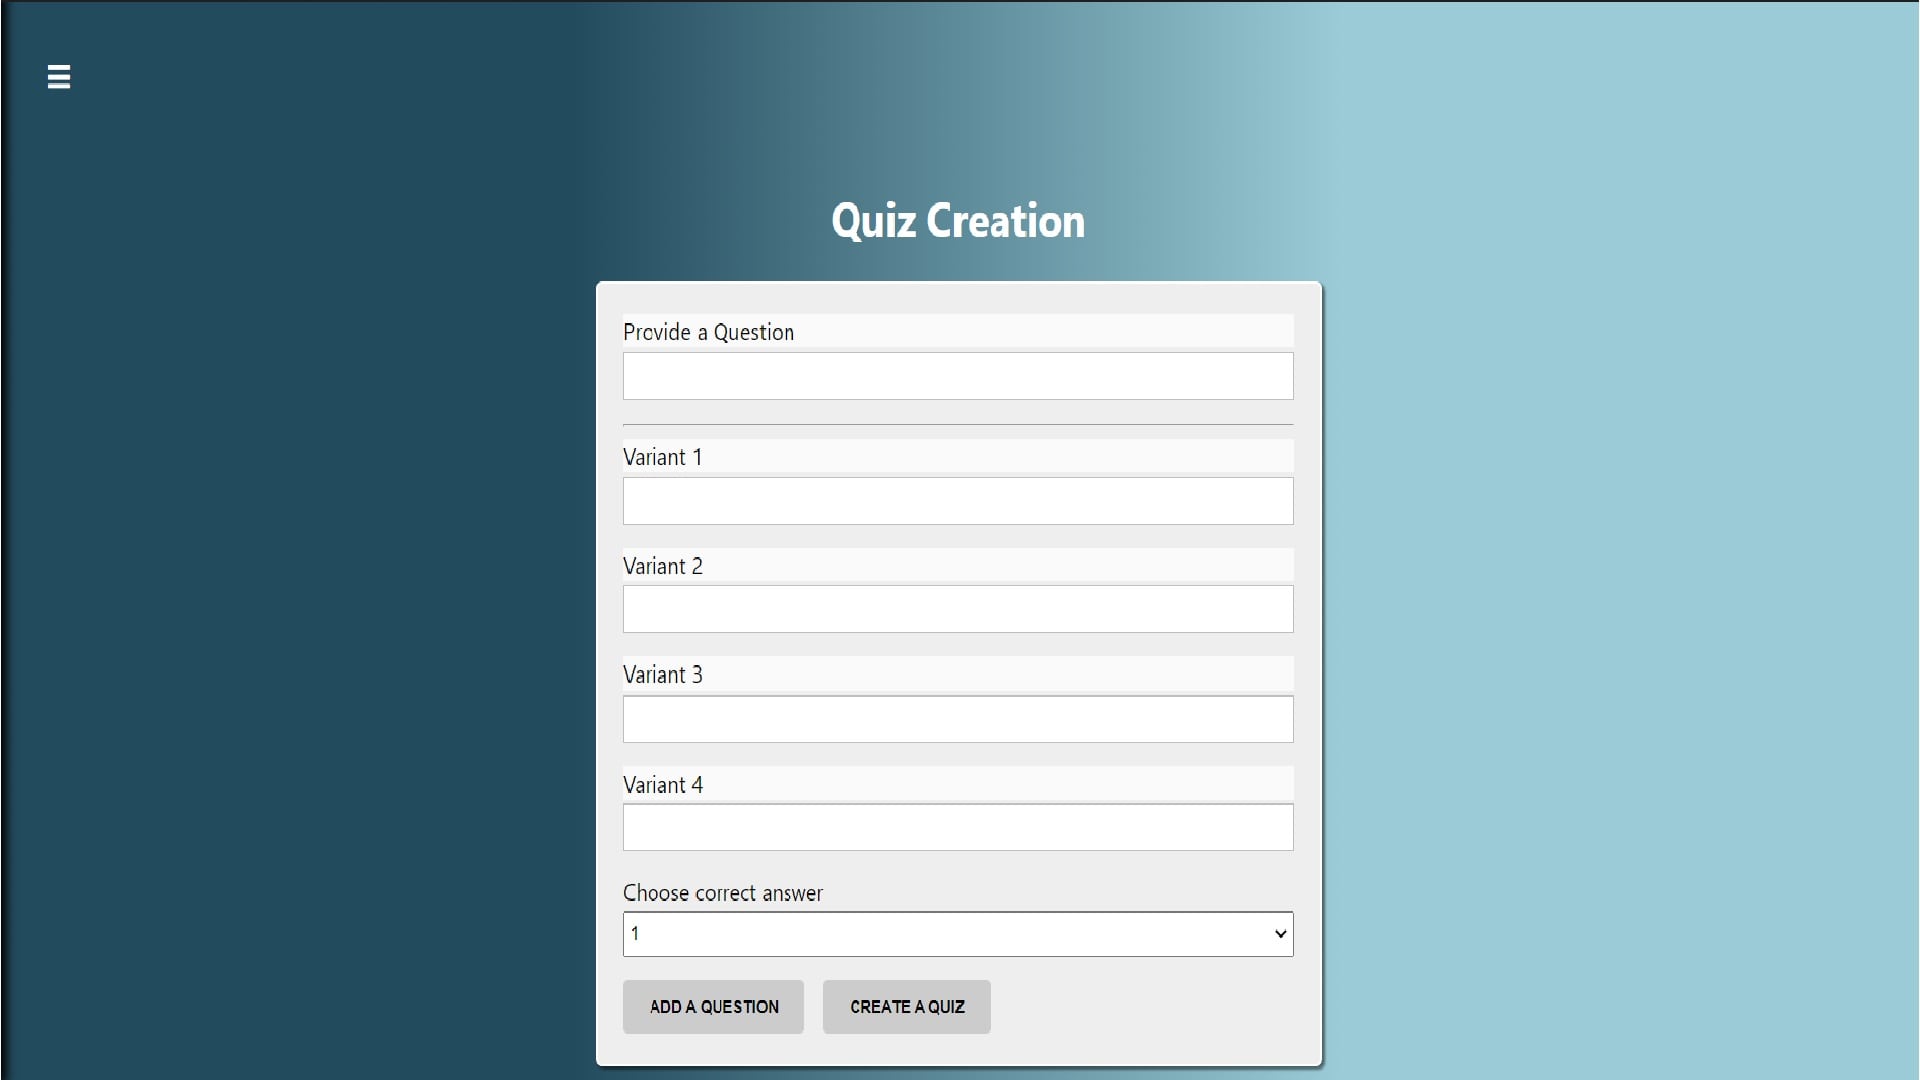 Quiz Creation
Provide a Question
Variant 1
Variant 2
Variant 3
Variant 4
Choose correct answer
1
ADD A QUESTION
CREATE A QUIZ